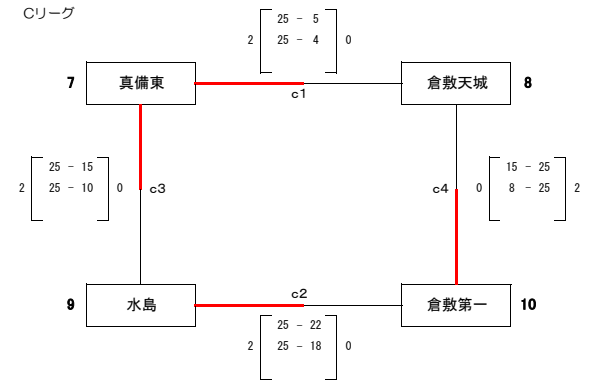 Cリーグ
25 - 5
2 25 - 4 0
7 真備東 倉敷天城 8
c1
25 - 15
2 25 - 10 0 c3
15 - 25
c4 0 8 - 25 2
c2
9 水島 倉敷第一 10
25 - 22
2 25 - 18 0